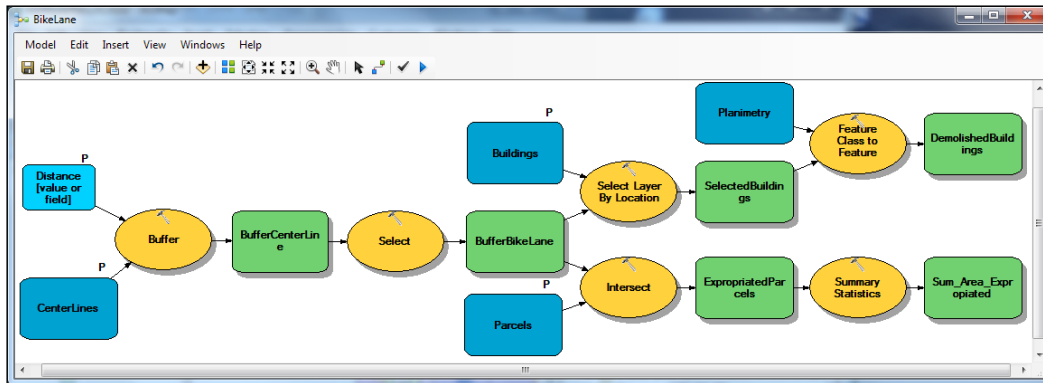 BikeLane
Model Edit Insert View Windows Help
P
Distance
[value or
field]
Buffer
P
CenterLines
BufferCenterLin
e
Select
P
Buildings
BufferBikeLane
P
Parcels
Select Layer
By Location
Intersect
Planimetry
SelectedBuildin
gs
ExpropriatedPar
cels
Feature
Class to
Feature
Summary
Statistics
DemolishedBuild
ings
Sum_Area_Expr
opiated